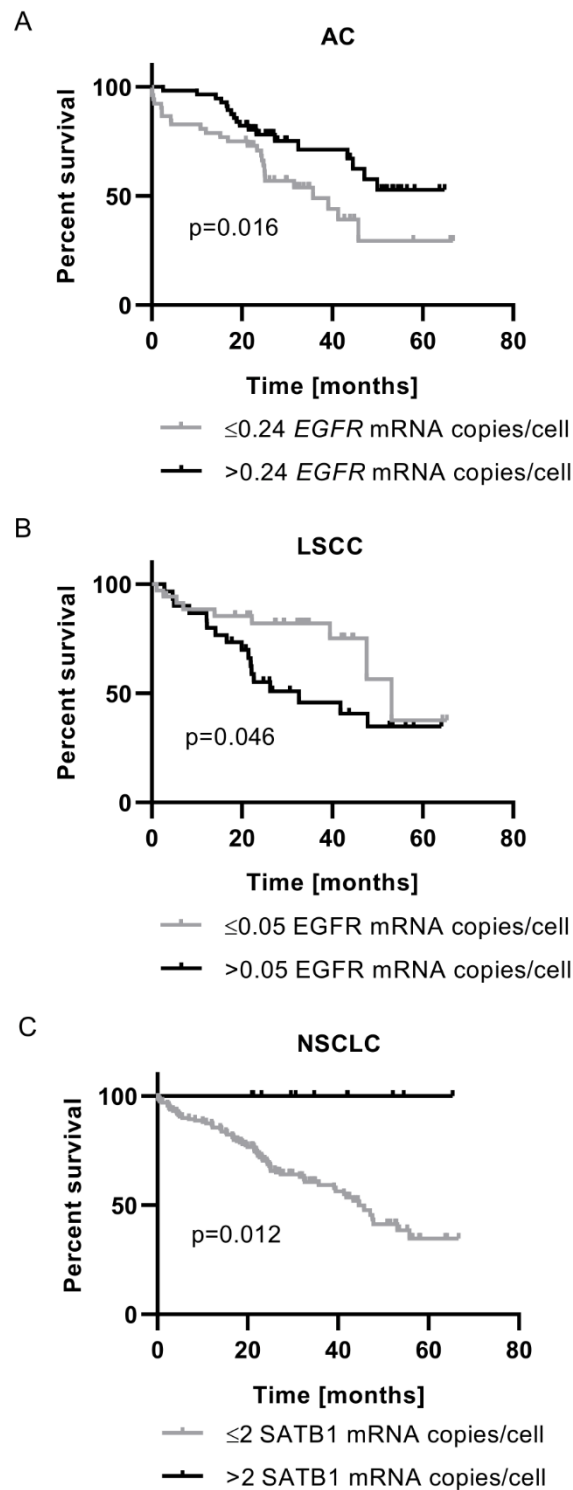 A
AC
100
50
0
Percent survival
p=0.016
0 20 40 60 80
Time [months]
≤0.24 EGFR mRNA copies/cell
>0.24 EGFR mRNA copies/cell
B
LSCC
100
50
0
Percent survival
p=0.046
0 20 40 60 80
Time [months]
≤0.05 EGFR mRNA copies/cell
>0.05 EGFR mRNA copies/cell
C
NSCLC
100
50
0
Percent survival
p=0.012
0 20 40 60 80
Time [months]
≤2 SATB1 mRNA copies/cell
>2 SATB1 mRNA copies/cell